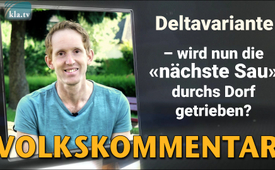 kla.tv
Deltavariante
– wird nun die
«nächste Sau»
durchs Dorf
getrieben?
VOLKSKOMMENTAR